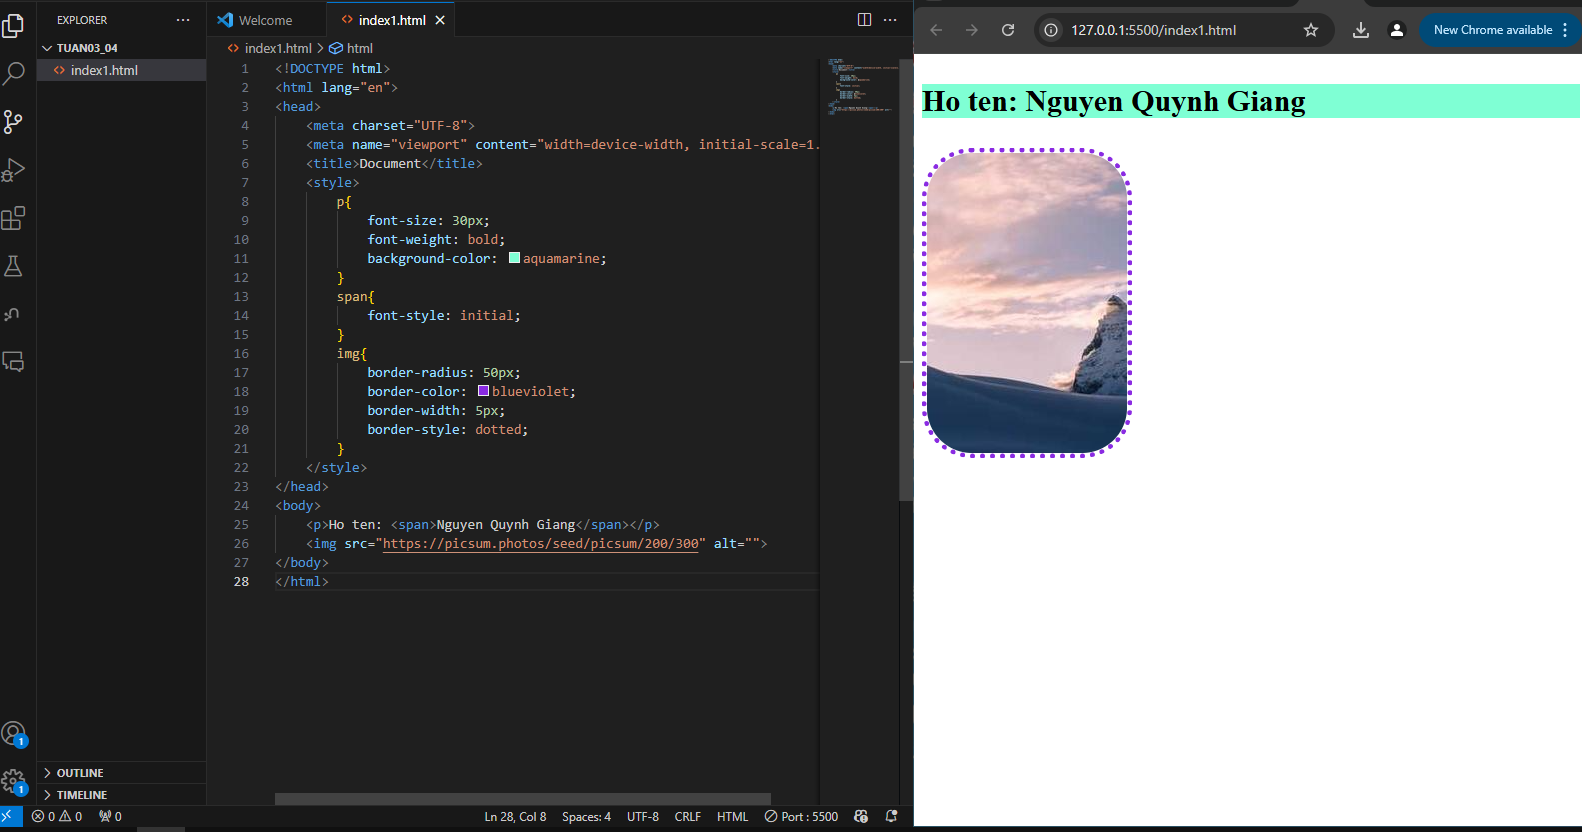 EXPLORER
TUAN03_04
index1.html
Welcome
index1.html
index1.html > html
1 <!DOCTYPE html>
2 <html lang="en">
3 <head>
4 <meta charset="UTF-8">
5 <meta name="viewport" content="width=device-width, initial-scale=1.
6 <title>Document</title>
7 <style>
8 p{
9 font-size: 30px;
10 font-weight: bold;
11 background-color: aquamarine;
12 }
13 span{
14 font-style: initial;
15 }
16 img{
17 border-radius: 50px;
18 border-color: blueviolet;
19 border-width: 5px;
20 border-style: dotted;
21 }
22 </style>
23 </head>
24 <body>
25 <p>Ho ten: <span>Nguyen Quynh Giang</span></p>
26 <img src="https://picsum.photos/seed/picsum/200/300" alt="">
27 </body>
28 </html>
1
1
OUTLINE
TIMELINE
0 0 0
Ln 28, Col 8 Spaces: 4 UTF-8 CRLF HTML Port : 5500
127.0.0.1:5500/index1.html
New Chrome available
Ho ten: Nguyen Quynh Giang